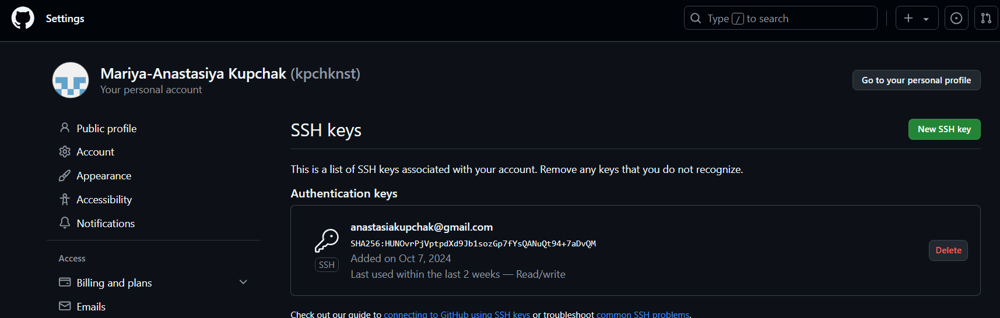 Settings
Type / to search
Mariya-Anastasiya Kupchak (kpchknst)
Your personal account
Go to your personal profile
Public profile
Account
Appearance
Accessibility
Notifications
Access
Billing and plans
Emails
SSH keys
New SSH key
This is a list of SSH keys associated with your account. Remove any keys that you do not recognize.
Authentication keys
anastasiakupchak@gmail.com
SHA256:HUNOvrPjVptpdXd9Jb1sozGp7fYsQANuQt94+7aDvQM
Added on Oct 7, 2024
Last used within the last 2 weeks — Read/write
SSH
Delete
Check out our guide to connecting to GitHub using SSH keys or troubleshoot common SSH problems.